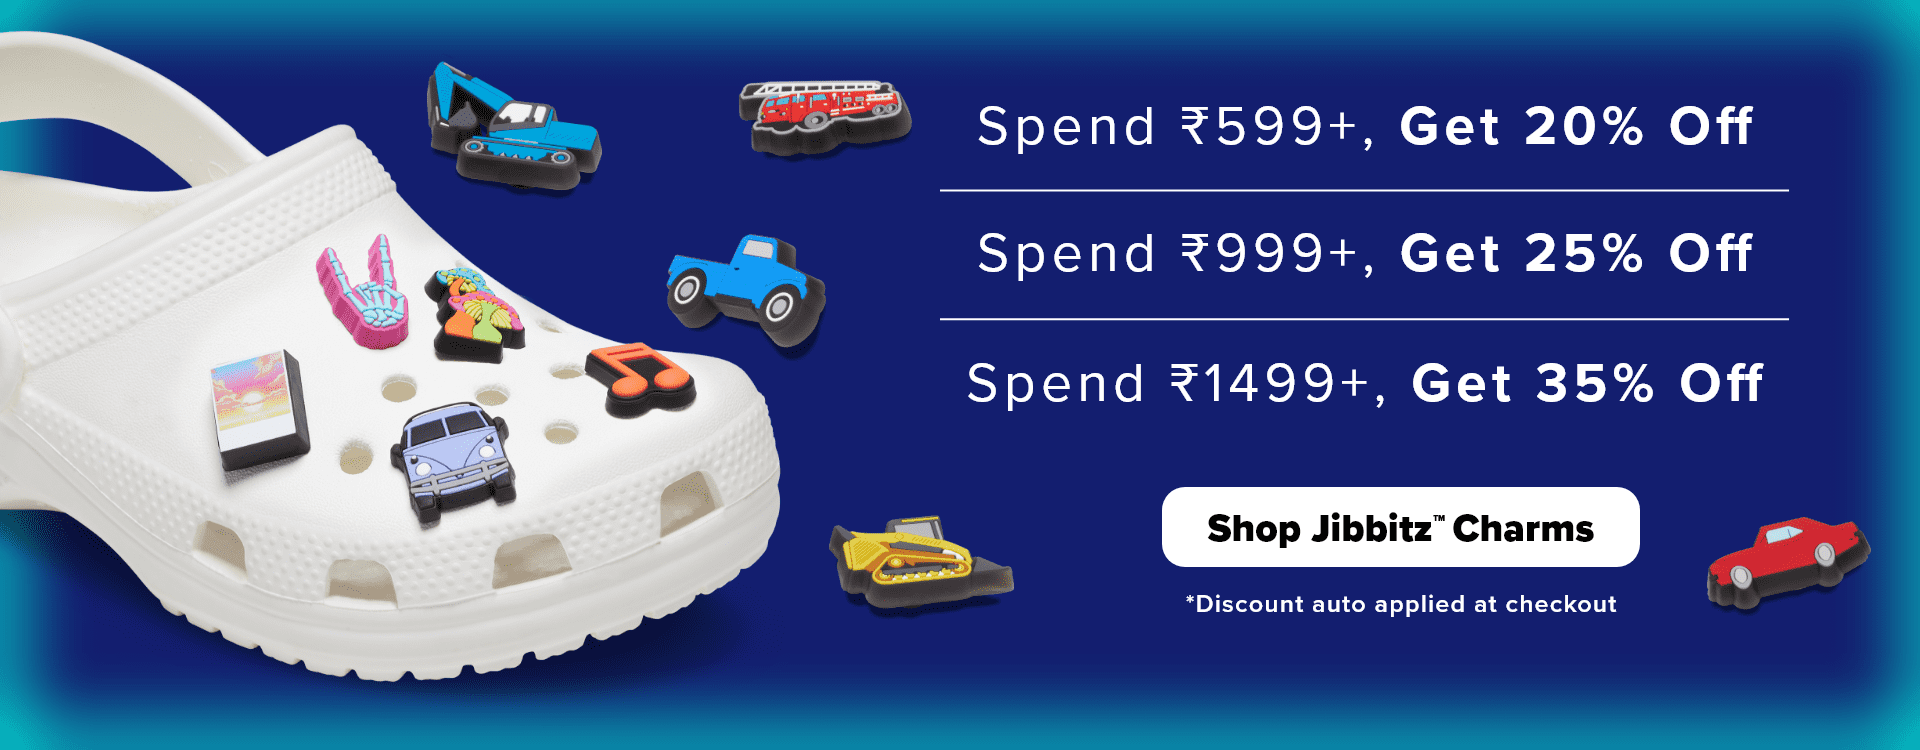 Spend ₹599+, Get 20% Off
Spend ₹999+, Get 25% Off
Spend ₹1499+, Get 35% Off
Shop Jibbitz™ Charms
*Discount auto applied at checkout